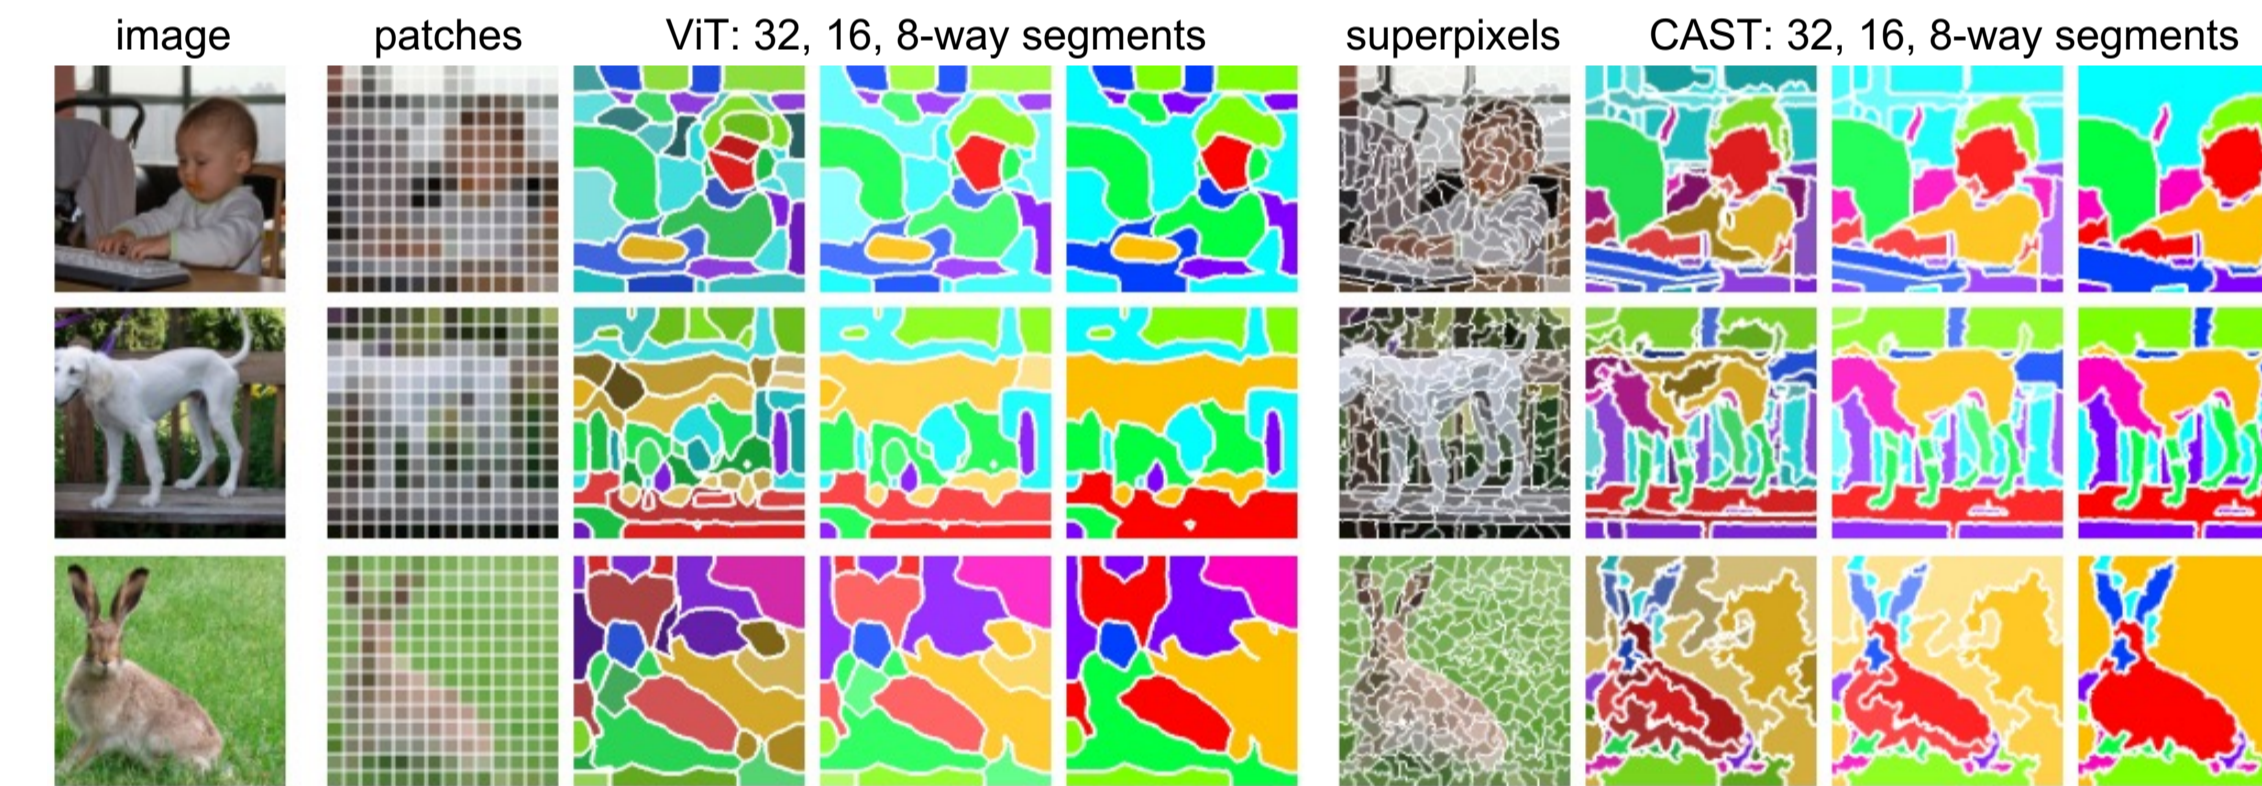 image patches ViT: 32, 16, 8-way segments superpixels CAST: 32, 16, 8-way segments